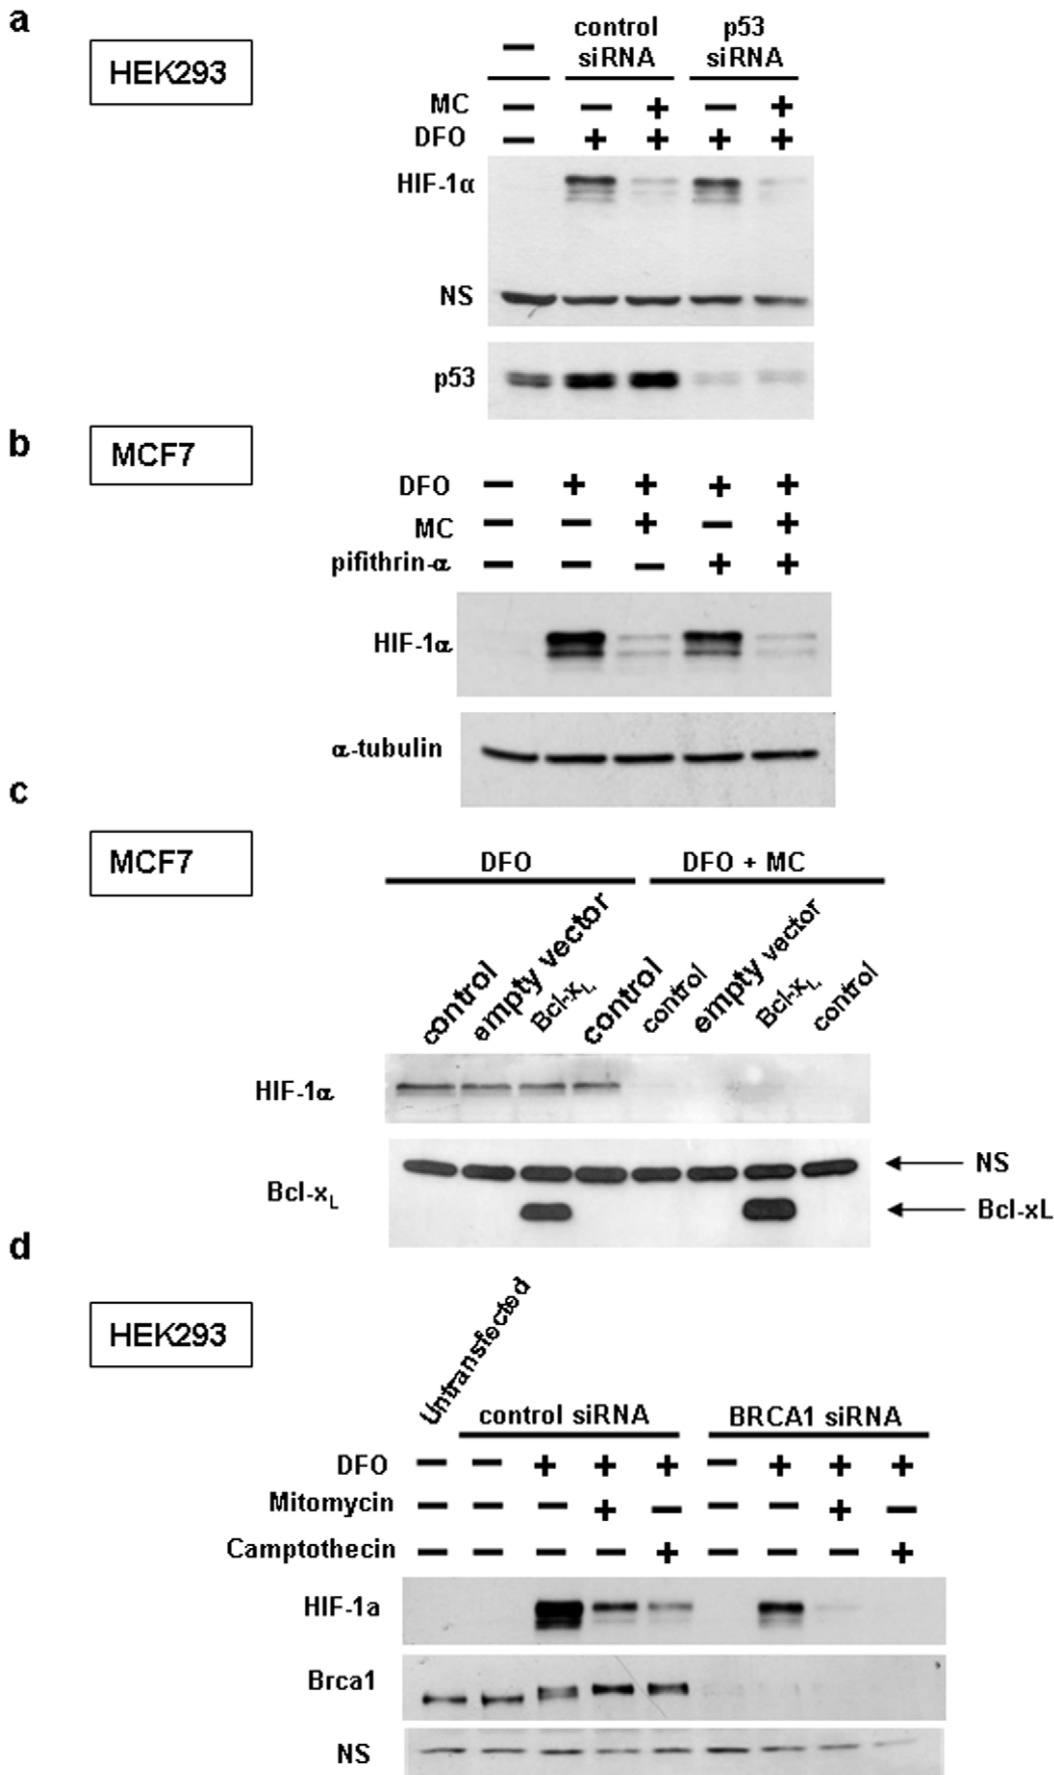 a
HEK293
— control siRNA p53 siRNA
MC — — + — +
DFO — + + + +
HIF-1α
NS
p53
b
MCF7
DFO — + + + +
MC — — + — +
pifithrin-α — — — + +
HIF-1α
α-tubulin
c
MCF7
DFO DFO + MC
control empty vector Bcl-xL control control empty vector Bcl-xL control
HIF-1α
NS
Bcl-xL
Bcl-xL
d
HEK293
Untransfected
control siRNA BRCA1 siRNA
DFO — — + + + — + + +
Mitomycin — — — + — — — + —
Camptothecin — — — — + — — — +
HIF-1a
Brca1
NS